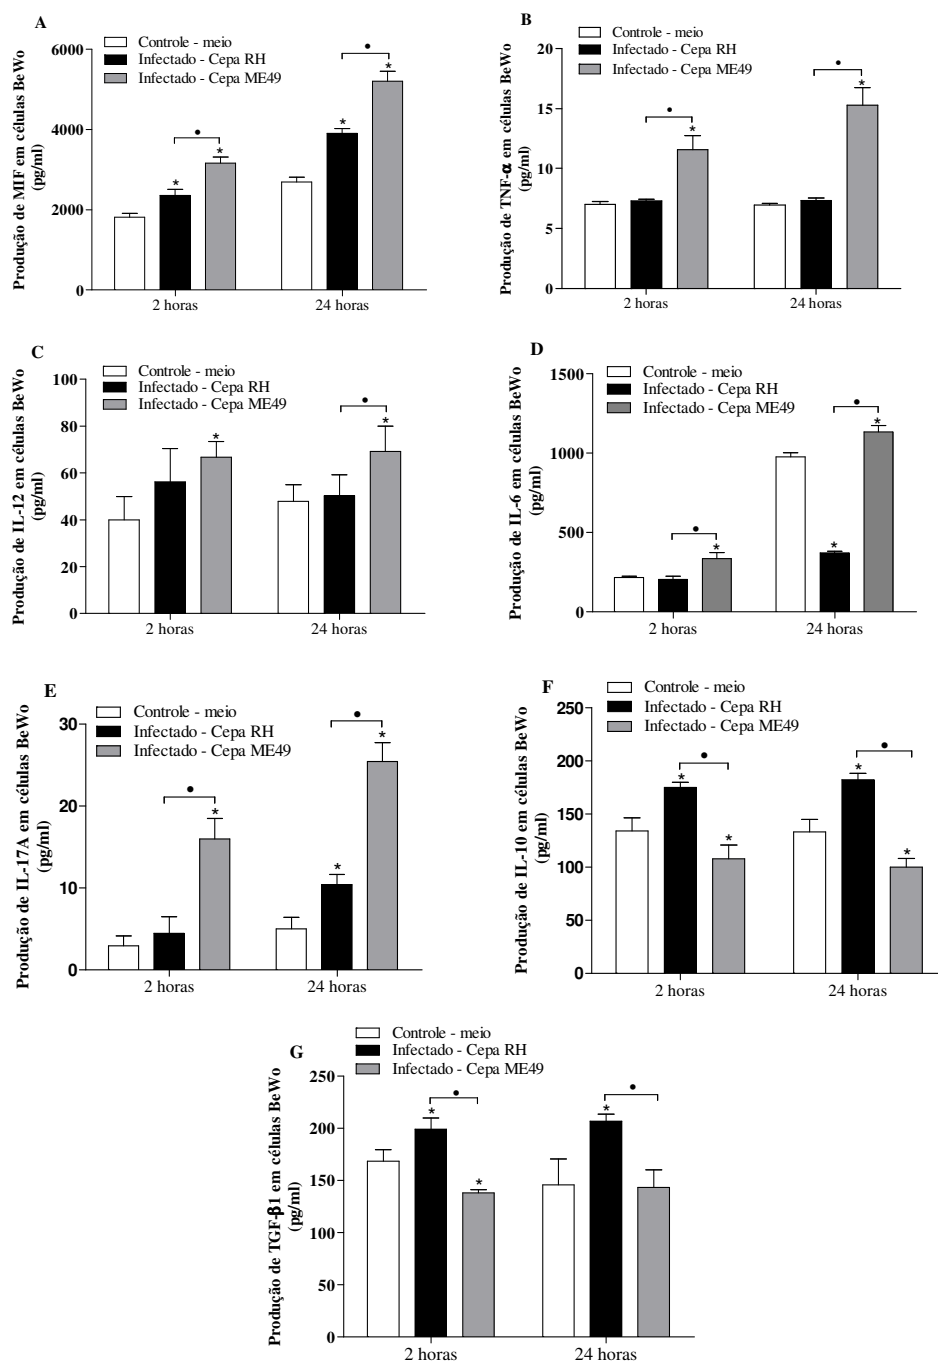 A
Controle - meio
Infectado - Cepa RH
Infectado - Cepa ME49
Produção de MIF em células BeWo
(pg/ml)
6000
4000
2000
0
*
*
*
*
2 horas
24 horas
B
Controle - meio
Infectado - Cepa RH
Infectado - Cepa ME49
Produção de TNF-α em células BeWo
(pg/ml)
20
15
10
5
0
*
*
2 horas
24 horas
C
Controle - meio
Infectado - Cepa RH
Infectado - Cepa ME49
Produção de IL-12 em células BeWo
(pg/ml)
100
80
60
40
20
0
*
*
2 horas
24 horas
D
Controle - meio
Infectado - Cepa RH
Infectado - Cepa ME49
Produção de IL-6 em células BeWo
(pg/ml)
1500
1000
500
0
*
*
*
2 horas
24 horas
E
Controle - meio
Infectado - Cepa RH
Infectado - Cepa ME49
Produção de IL-17A em células BeWo
(pg/ml)
30
20
10
0
*
*
*
2 horas
24 horas
F
Controle - meio
Infectado - Cepa RH
Infectado - Cepa ME49
Produção de IL-10 em células BeWo
(pg/ml)
250
200
150
100
50
0
*
*
*
*
2 horas
24 horas
G
Controle - meio
Infectado - Cepa RH
Infectado - Cepa ME49
Produção de TGF-β1 em células BeWo
(pg/ml)
250
200
150
100
50
0
*
*
*
2 horas
24 horas